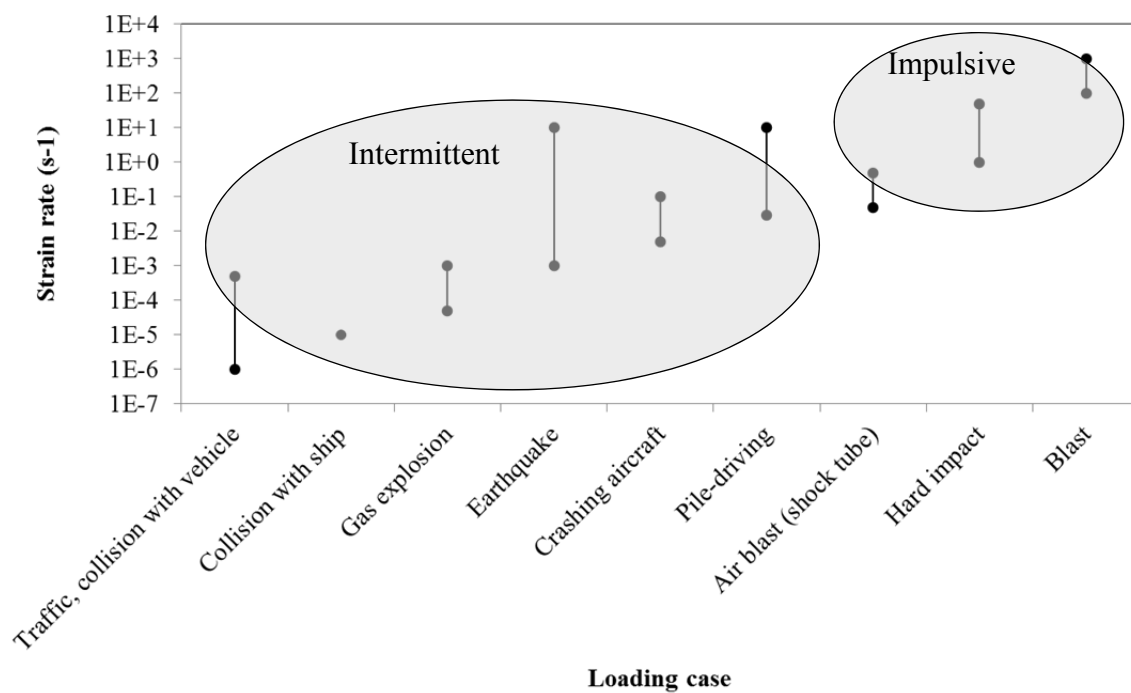 1E+4
1E+3
1E+2
1E+1
1E+0
1E-1
1E-2
1E-3
1E-4
1E-5
1E-6
1E-7
Strain rate (s-1)
Intermittent
Impulsive
Traffic, collision with vehicle
Collision with ship
Gas explosion
Earthquake
Crashing aircraft
Pile-driving
Air blast (shock tube)
Hard impact
Blast
Loading case